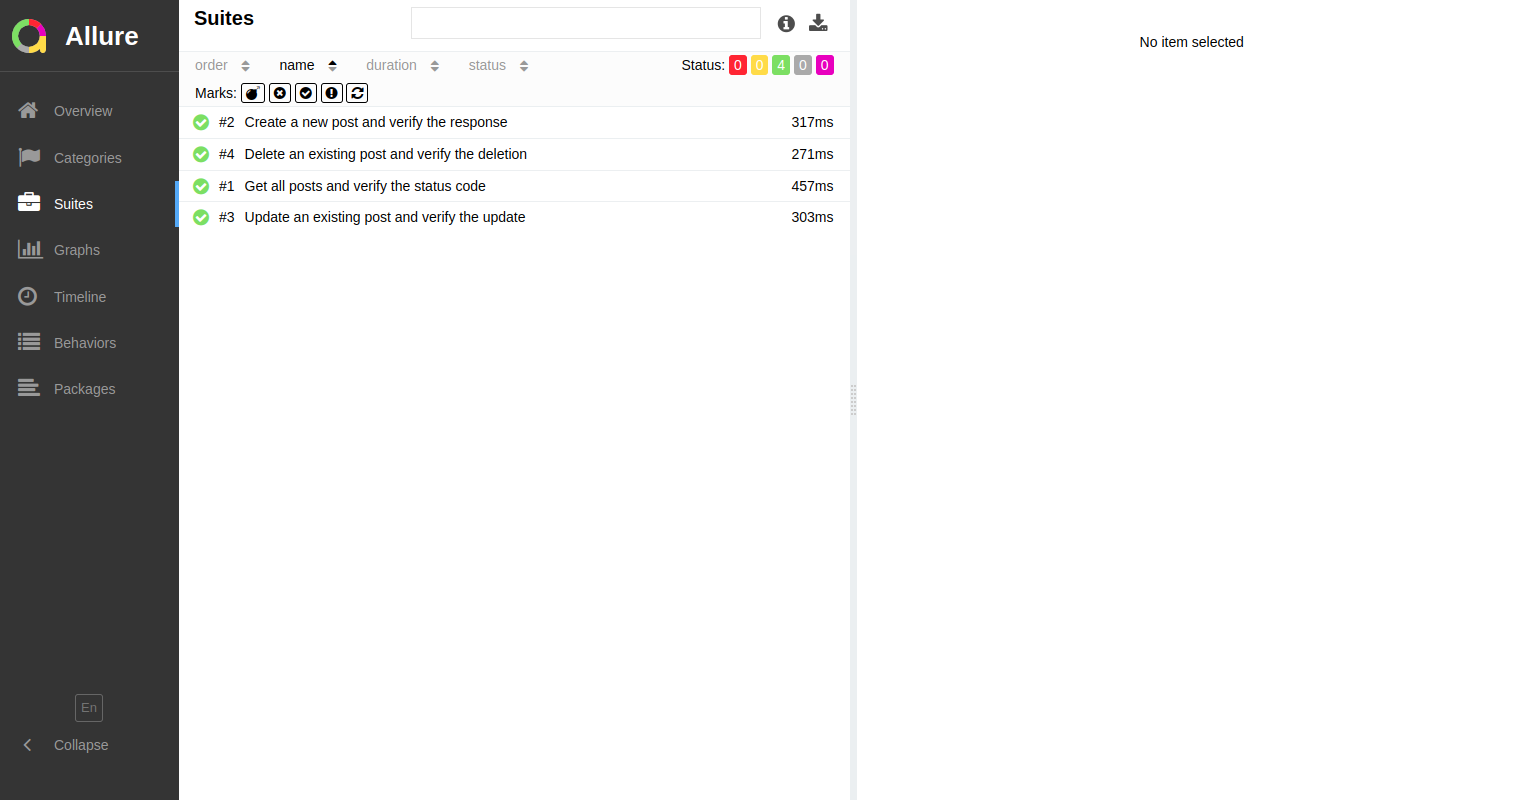 Allure
Overview
Categories
Suites
Graphs
Timeline
Behaviors
Packages
En
Collapse
Suites
order name duration status Status: 0 0 4 0 0
Marks:
#2 Create a new post and verify the response 317ms
#4 Delete an existing post and verify the deletion 271ms
#1 Get all posts and verify the status code 457ms
#3 Update an existing post and verify the update 303ms
No item selected